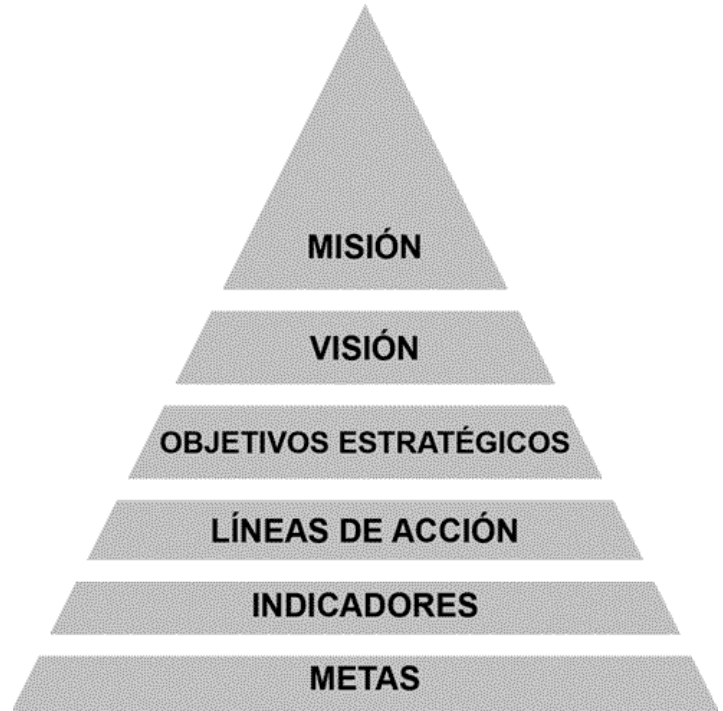 MISIÓN
VISIÓN
OBJETIVOS ESTRATÉGICOS
LÍNEAS DE ACCIÓN
INDICADORES
METAS